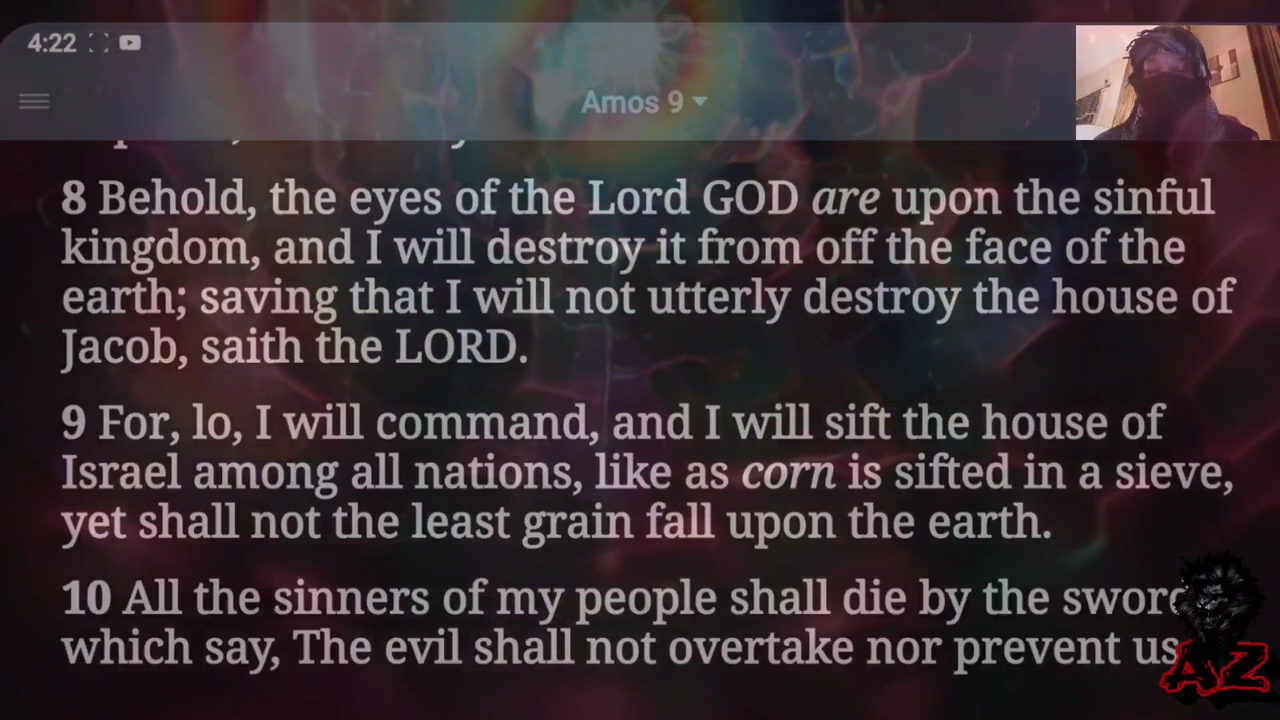 4:22
Amos 9
8 Behold, the eyes of the Lord GOD are upon the sinful
kingdom, and I will destroy it from off the face of the
earth; saving that I will not utterly destroy the house of
Jacob, saith the LORD.
9 For, lo, I will command, and I will sift the house of
Israel among all nations, like as corn is sifted in a sieve,
yet shall not the least grain fall upon the earth.
10 All the sinners of my people shall die by the sword
which say, The evil shall not overtake nor prevent us
AZ